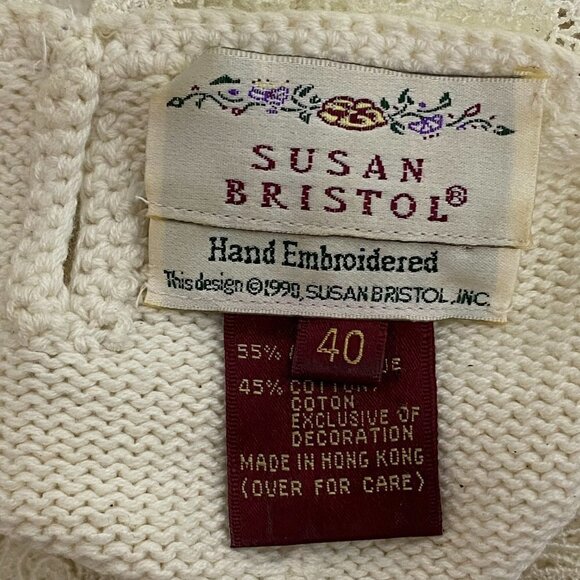 SUSAN
BRISTOL®
Hand Embroidered
This design ©1990, SUSAN BRISTOL, INC.
40
55%
45% COTTON/
COTON
EXCLUSIVE OF
DECORATION
MADE IN HONG KONG
(OVER FOR CARE)